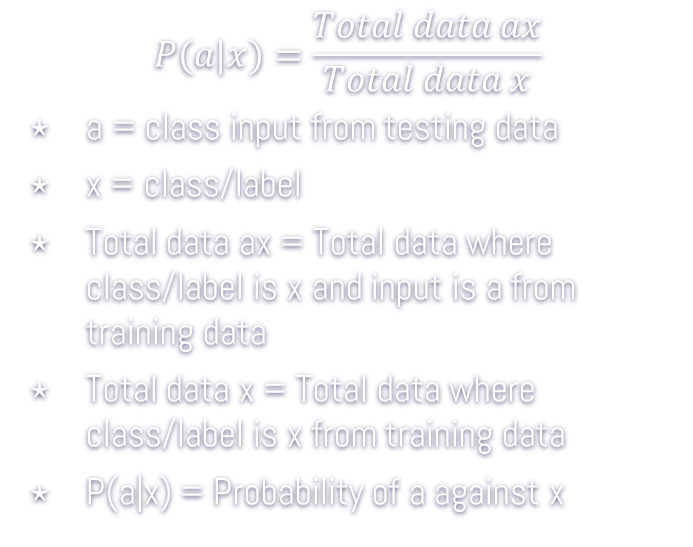 P(a|x) = Total data ax / Total data x
⋆ a = class input from testing data
⋆ x = class/label
⋆ Total data ax = Total data where
class/label is x and input is a from
training data
⋆ Total data x = Total data where
class/label is x from training data
⋆ P(a|x) = Probability of a against x